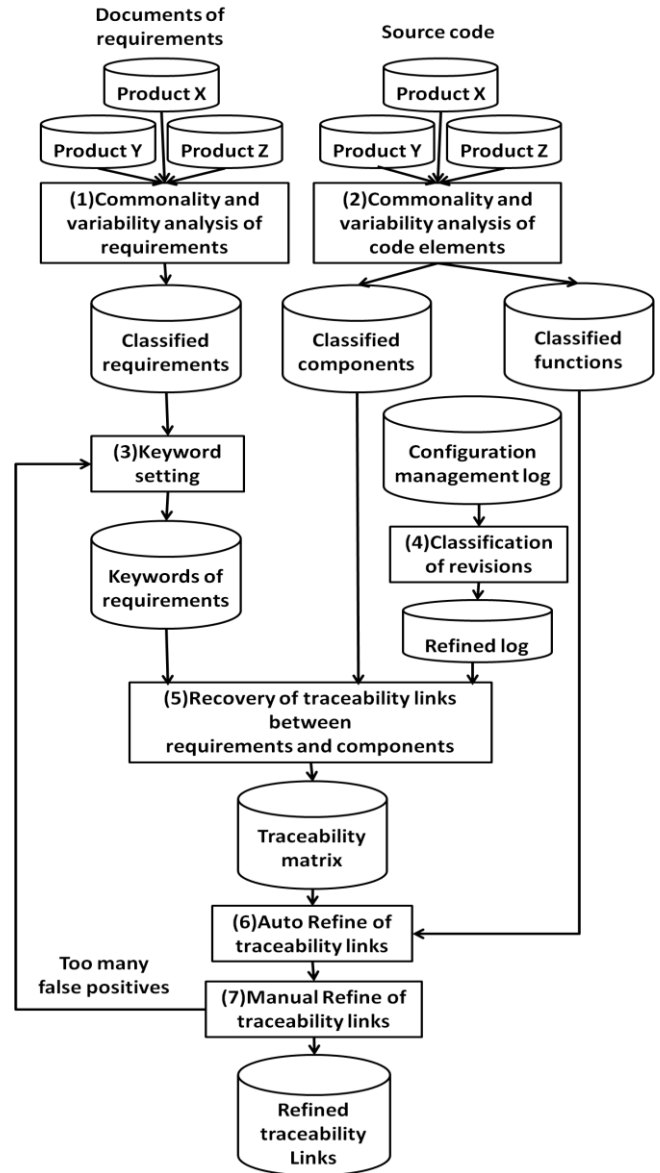 Documents of
requirements
Source code
Product X
Product Y
Product Z
Product X
Product Y
Product Z
(1)Commonality and
variability analysis of
requirements
(2)Commonality and
variability analysis of
code elements
Classified
requirements
Classified
components
Classified
functions
(3)Keyword
setting
Configuration
management log
(4)Classification
of revisions
Keywords of
requirements
Refined log
(5)Recovery of traceability links
between
requirements and components
Traceability
matrix
(6)Auto Refine of
traceability links
Too many
false positives
(7)Manual Refine of
traceability links
Refined
traceability
Links